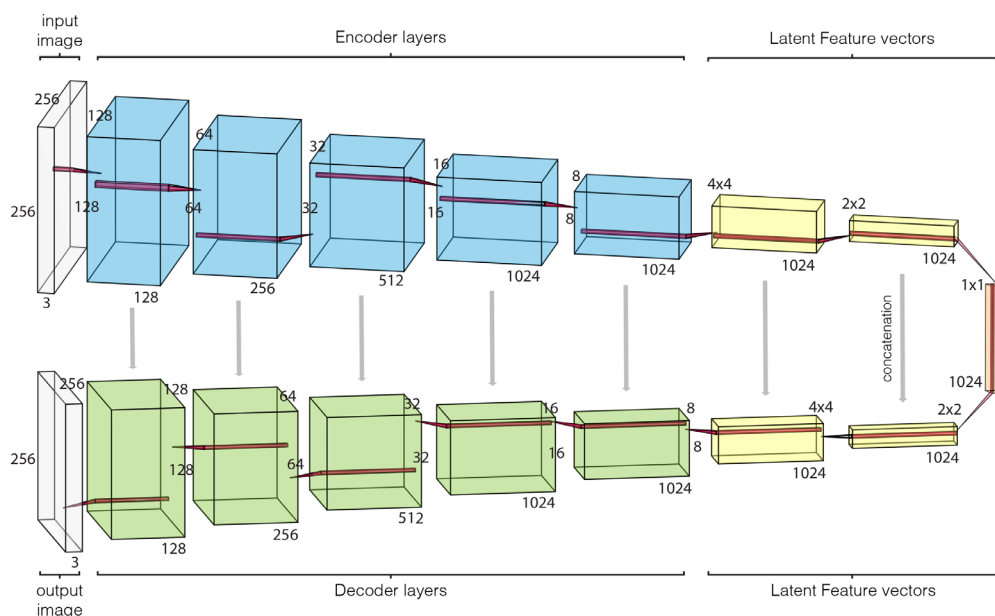 input
image
Encoder layers
Latent Feature vectors
256
256
3
128
128
128
64
64
256
32
32
512
16
16
1024
8
8
1024
4x4
1024
2x2
1024
1x1
1024
concatenation
256
256
3
128
128
128
64
64
256
32
32
512
16
16
1024
8
8
1024
4x4
1024
2x2
1024
output
image
Decoder layers
Latent Feature vectors